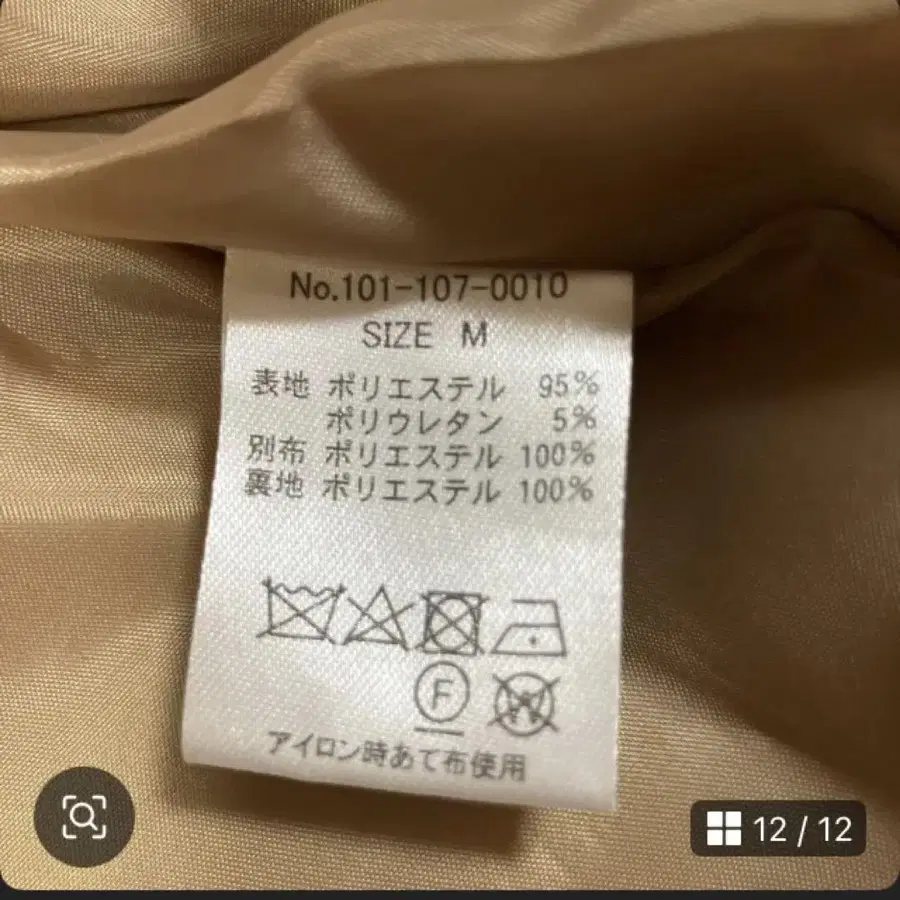 No.101-107-0010
SIZE M
表地 ポリエステル 95%
ポリウレタン 5%
別布 ポリエステル 100%
裏地 ポリエステル 100%
F
W
アイロン時あて布使用
12 / 12